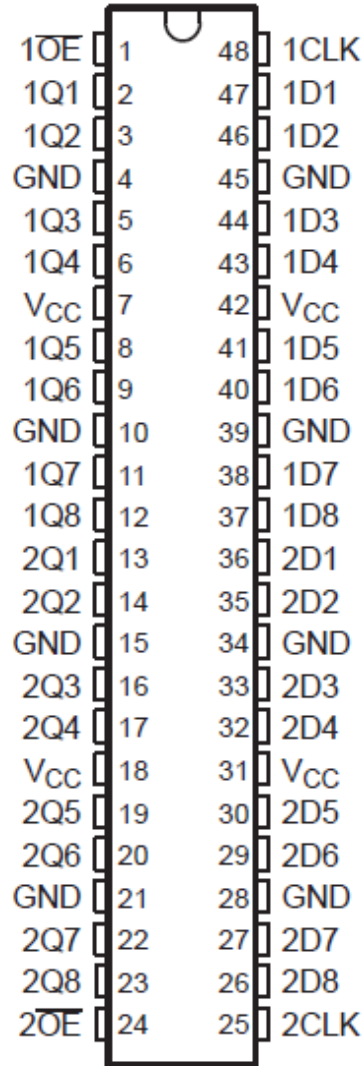 1O̅E̅ 1 48 1CLK
1Q1 2 47 1D1
1Q2 3 46 1D2
GND 4 45 GND
1Q3 5 44 1D3
1Q4 6 43 1D4
VCC 7 42 VCC
1Q5 8 41 1D5
1Q6 9 40 1D6
GND 10 39 GND
1Q7 11 38 1D7
1Q8 12 37 1D8
2Q1 13 36 2D1
2Q2 14 35 2D2
GND 15 34 GND
2Q3 16 33 2D3
2Q4 17 32 2D4
VCC 18 31 VCC
2Q5 19 30 2D5
2Q6 20 29 2D6
GND 21 28 GND
2Q7 22 27 2D7
2Q8 23 26 2D8
2O̅E̅ 24 25 2CLK